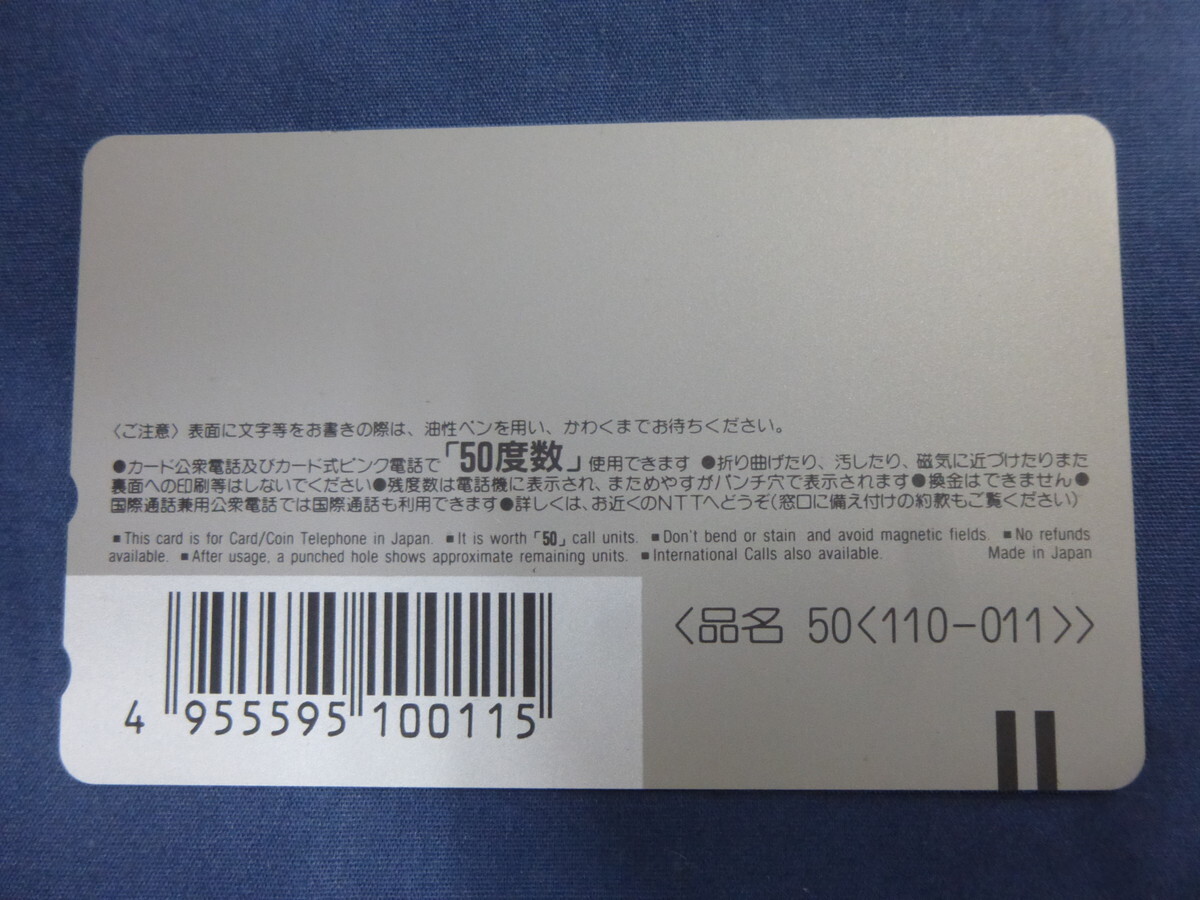 〈ご注意〉表面に文字等をお書きの際は、油性ペンを用い、かわくまでお待ちください。
●カード公衆電話及びカード式ピンク電話で「50度数」使用できます ●折り曲げたり、汚したり、磁気に近づけたりまた
裏面への印刷等はしないでください●残度数は電話機に表示され、まためやすがパンチ穴で表示されます●換金はできません●
国際通話兼用公衆電話では国際通話も利用できます●詳しくは、お近くのNTTへどうぞ(窓口に備え付けの約款もご覧ください)
■This card is for Card/Coin Telephone in Japan. ■It is worth「50」call units. ■Don't bend or stain and avoid magnetic fields. ■No refunds
available. ■After usage, a punched hole shows approximate remaining units. ■International Calls also available. Made in Japan
〈品名 50〈110-011〉〉
4 955595 100115